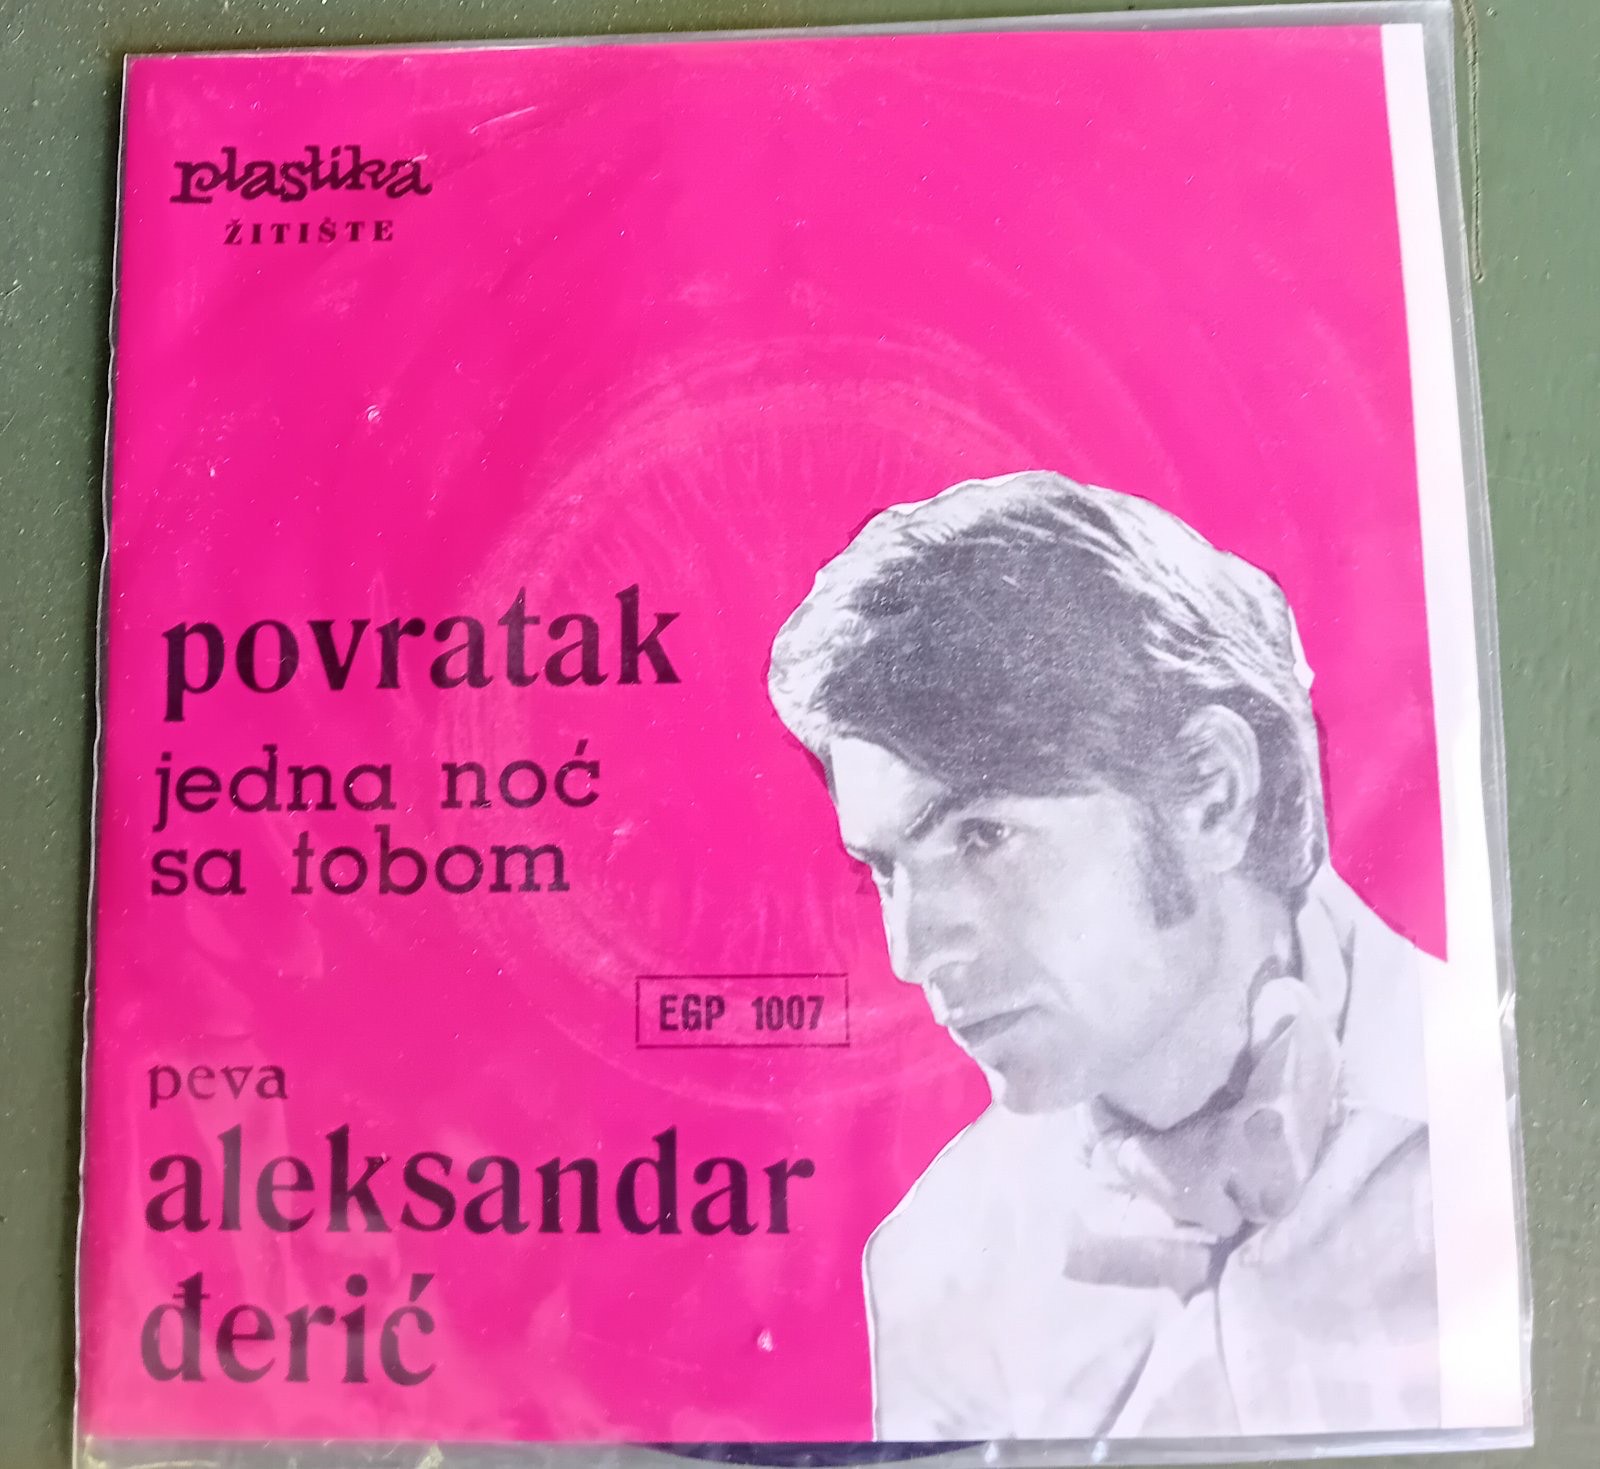 plastika
ŽITIŠTE
povratak
jedna noć
sa tobom
EGP 1007
peva
aleksandar
đerić